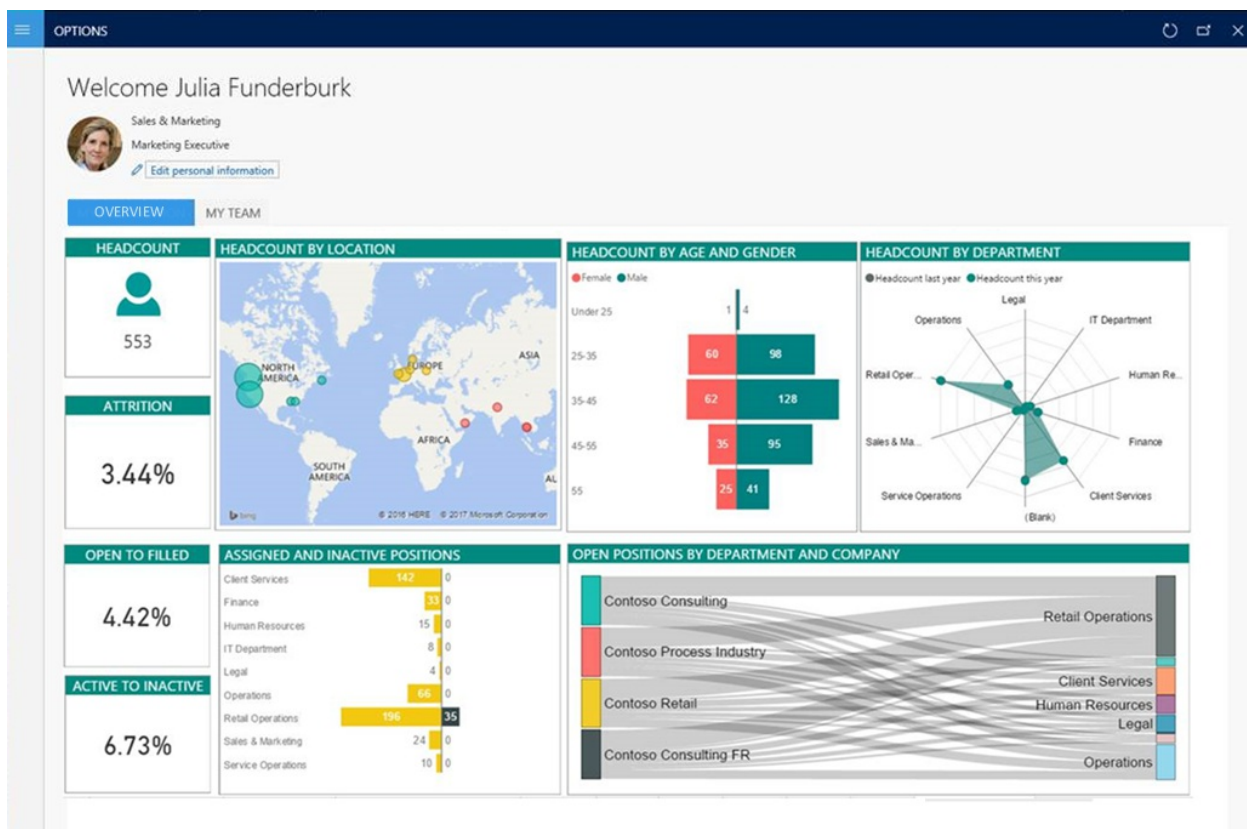 OPTIONS
Welcome Julia Funderburk
Sales & Marketing
Marketing Executive
Edit personal information
OVERVIEW
MY TEAM
HEADCOUNT
553
HEADCOUNT BY LOCATION
NORTH
AMERICA
EUROPE
ASIA
AFRICA
SOUTH
AMERICA
AU
bing
© 2016 HERE © 2017 Microsoft Corporation
HEADCOUNT BY AGE AND GENDER
Female Male
Under 25 1 4
25-35 60 98
35-45 62 128
45-55 35 95
55 25 41
HEADCOUNT BY DEPARTMENT
Headcount last year Headcount this year
Legal
Operations
IT Department
Retail Oper...
Human Re...
Sales & Ma...
Finance
Service Operations
Client Services
(Blank)
ATTRITION
3.44%
OPEN TO FILLED
4.42%
ACTIVE TO INACTIVE
6.73%
ASSIGNED AND INACTIVE POSITIONS
Client Services 142 0
Finance 33 0
Human Resources 15 0
IT Department 8 0
Legal 4 0
Operations 66 0
Retail Operations 196 35
Sales & Marketing 24 0
Service Operations 10 0
OPEN POSITIONS BY DEPARTMENT AND COMPANY
Contoso Consulting
Contoso Process Industry
Contoso Retail
Contoso Consulting FR
Retail Operations
Client Services
Human Resources
Legal
Operations